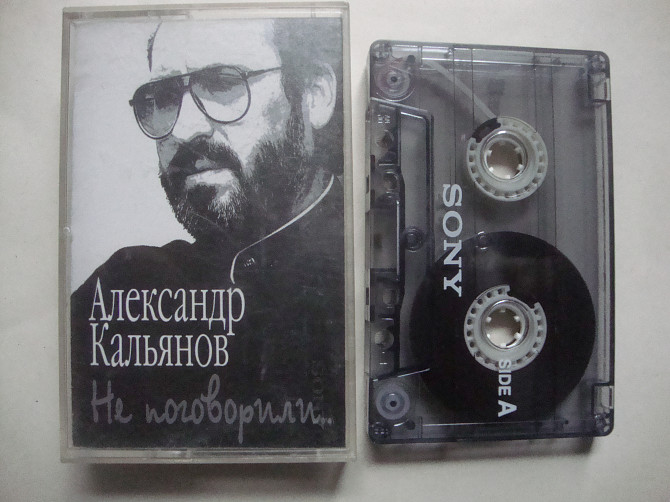 Александр
Кальянов
Не поговорили...
SONY
SIDE A